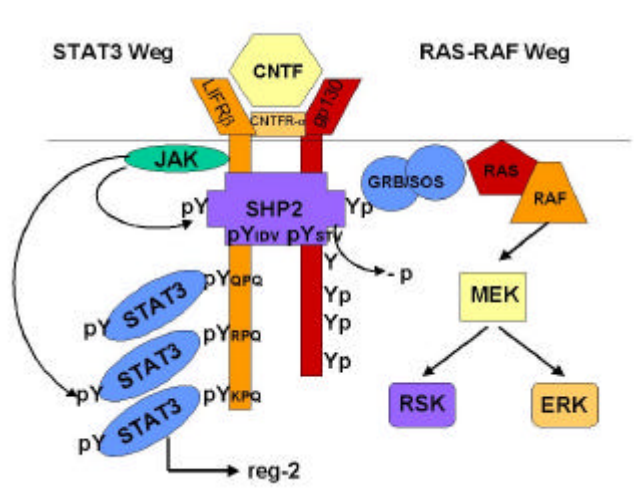 STAT3 Weg
RAS-RAF Weg
CNTF
LIFRβ
CNTFR-α
gp130
JAK
GRB/SOS
RAS
RAF
pY
SHP2
Yp
pYIDV
pYSTV
Y
- p
pYQPQ
Yp
MEK
STAT3
pY
Yp
pYRPQ
STAT3
Yp
pY
pYKPQ
RSK
ERK
STAT3
pY
reg-2